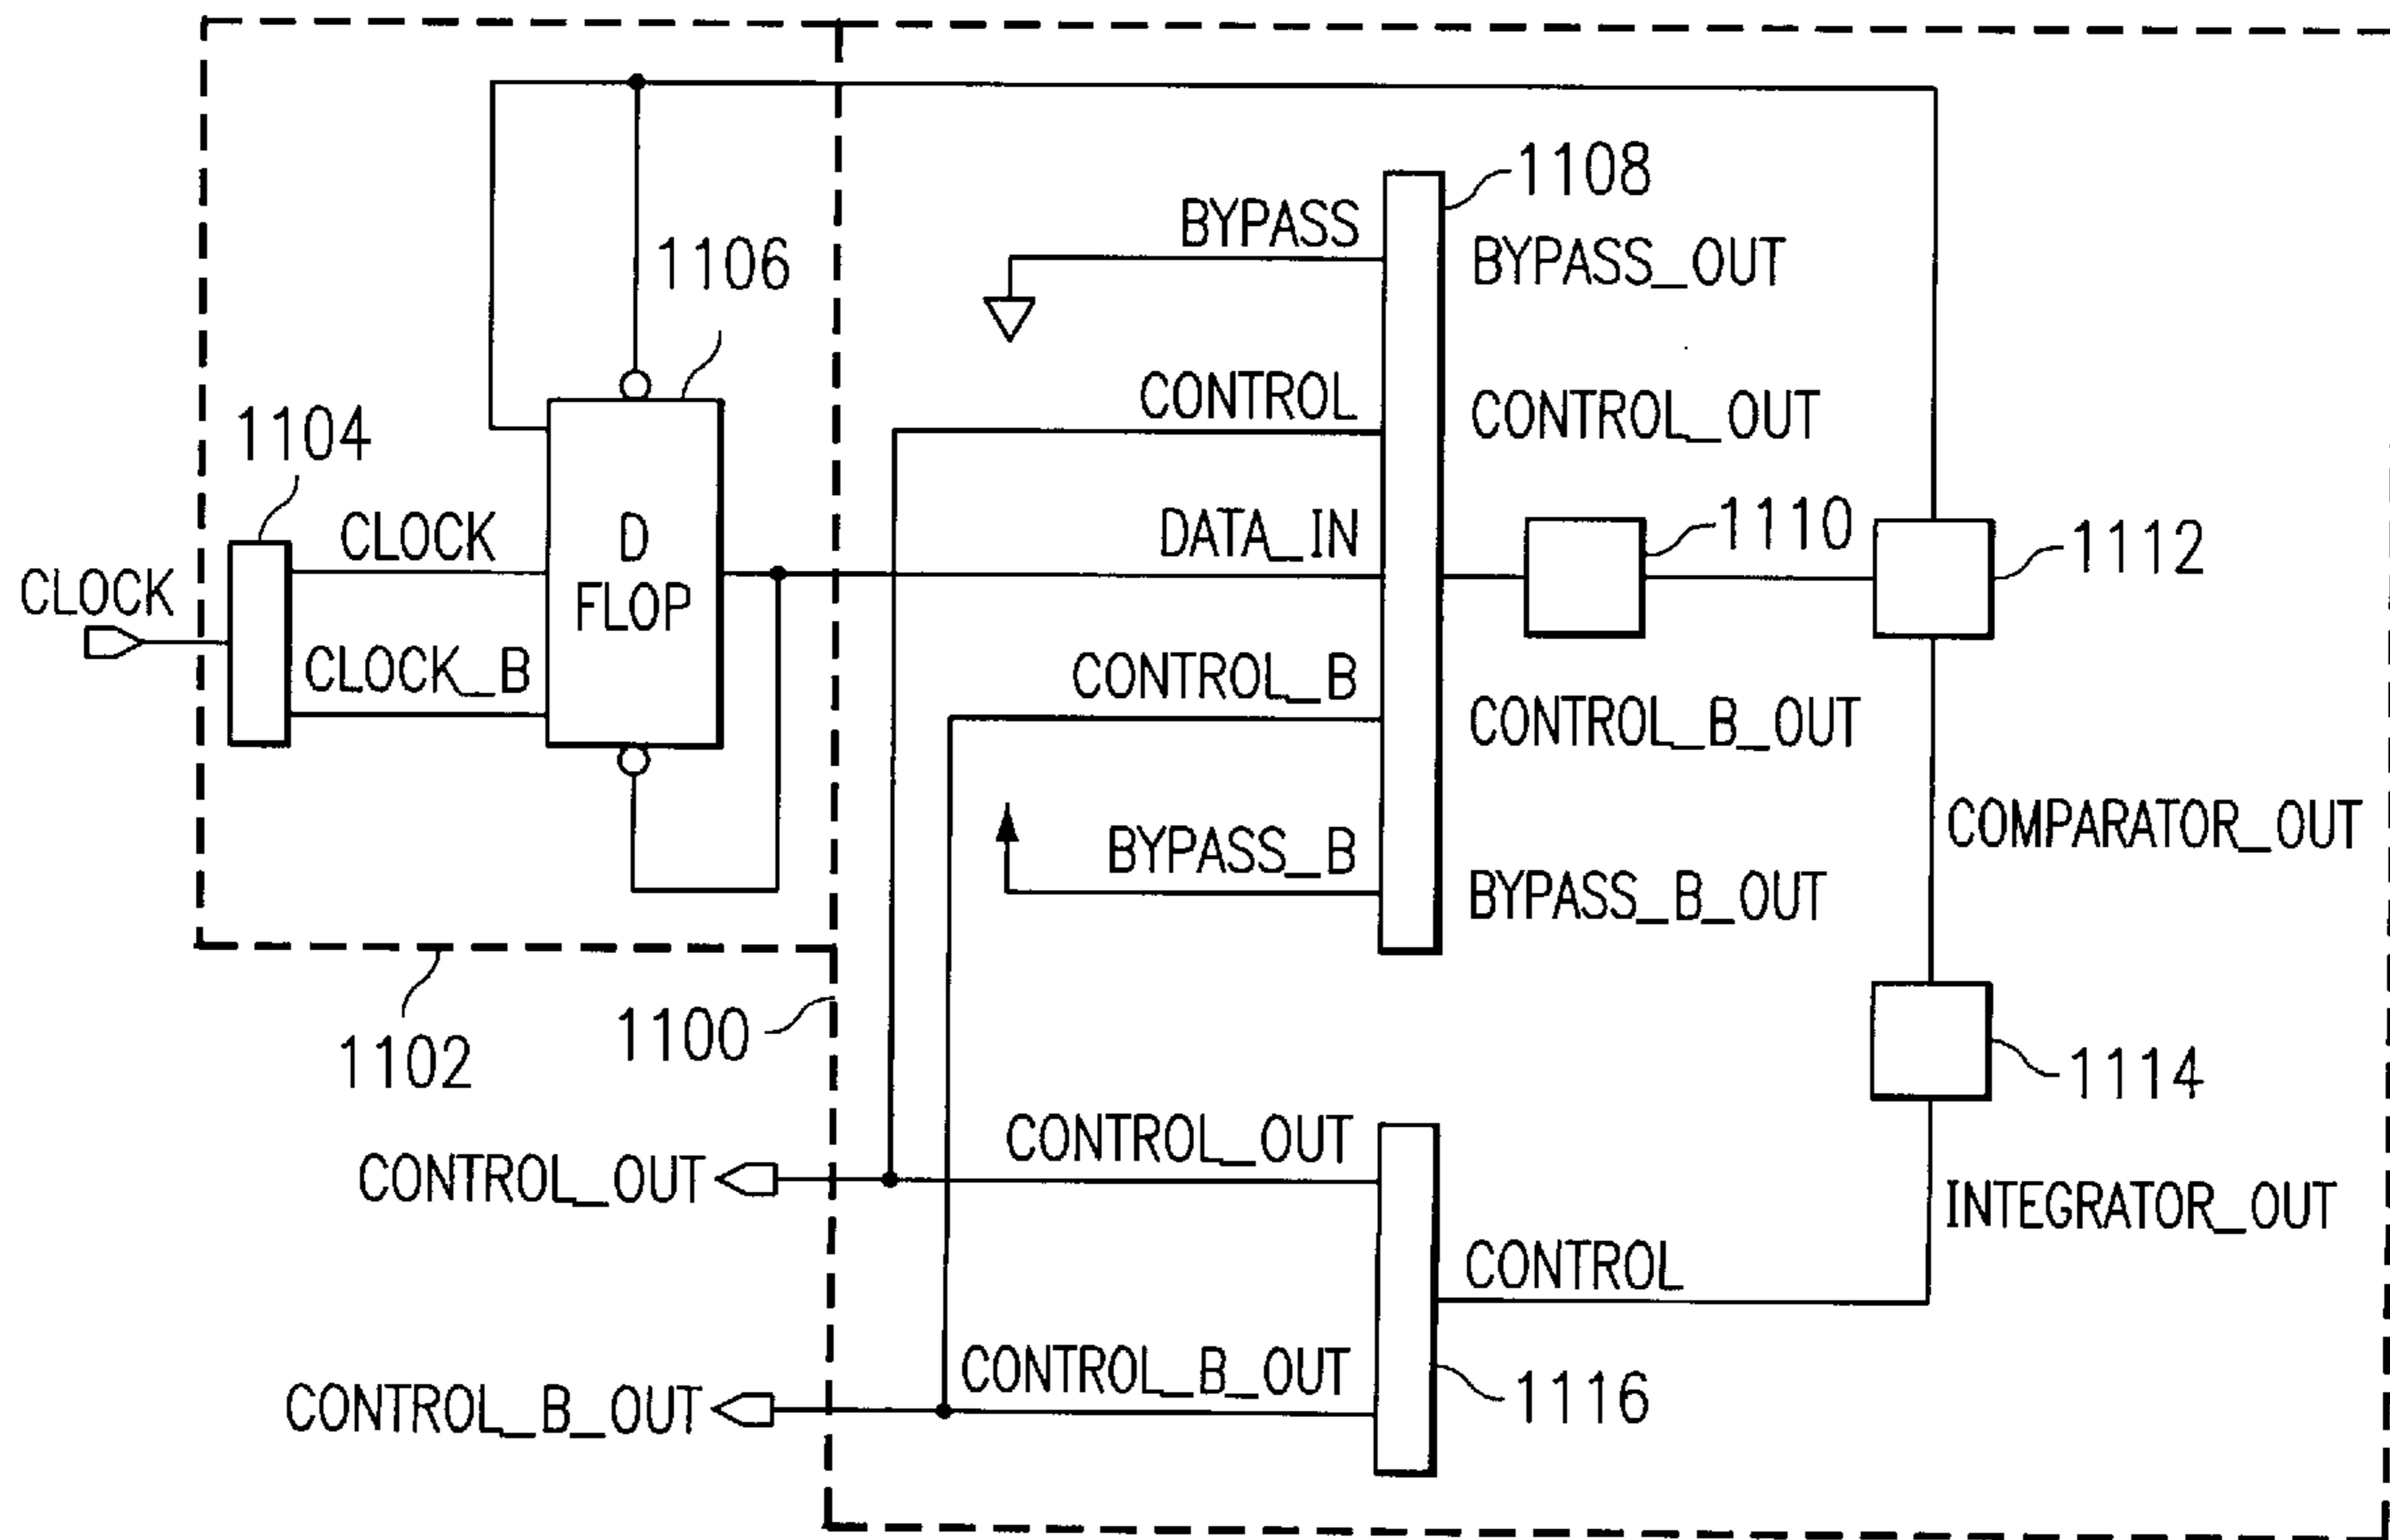 1108
BYPASS
BYPASS_OUT
1106
CONTROL
CONTROL_OUT
1104
CLOCK
D
FLOP
DATA_IN
1110
1112
CLOCK
CLOCK_B
CONTROL_B
CONTROL_B_OUT
COMPARATOR_OUT
BYPASS_B
BYPASS_B_OUT
1102
1100
1114
CONTROL_OUT
CONTROL_OUT
INTEGRATOR_OUT
CONTROL
CONTROL_B_OUT
CONTROL_B_OUT
1116